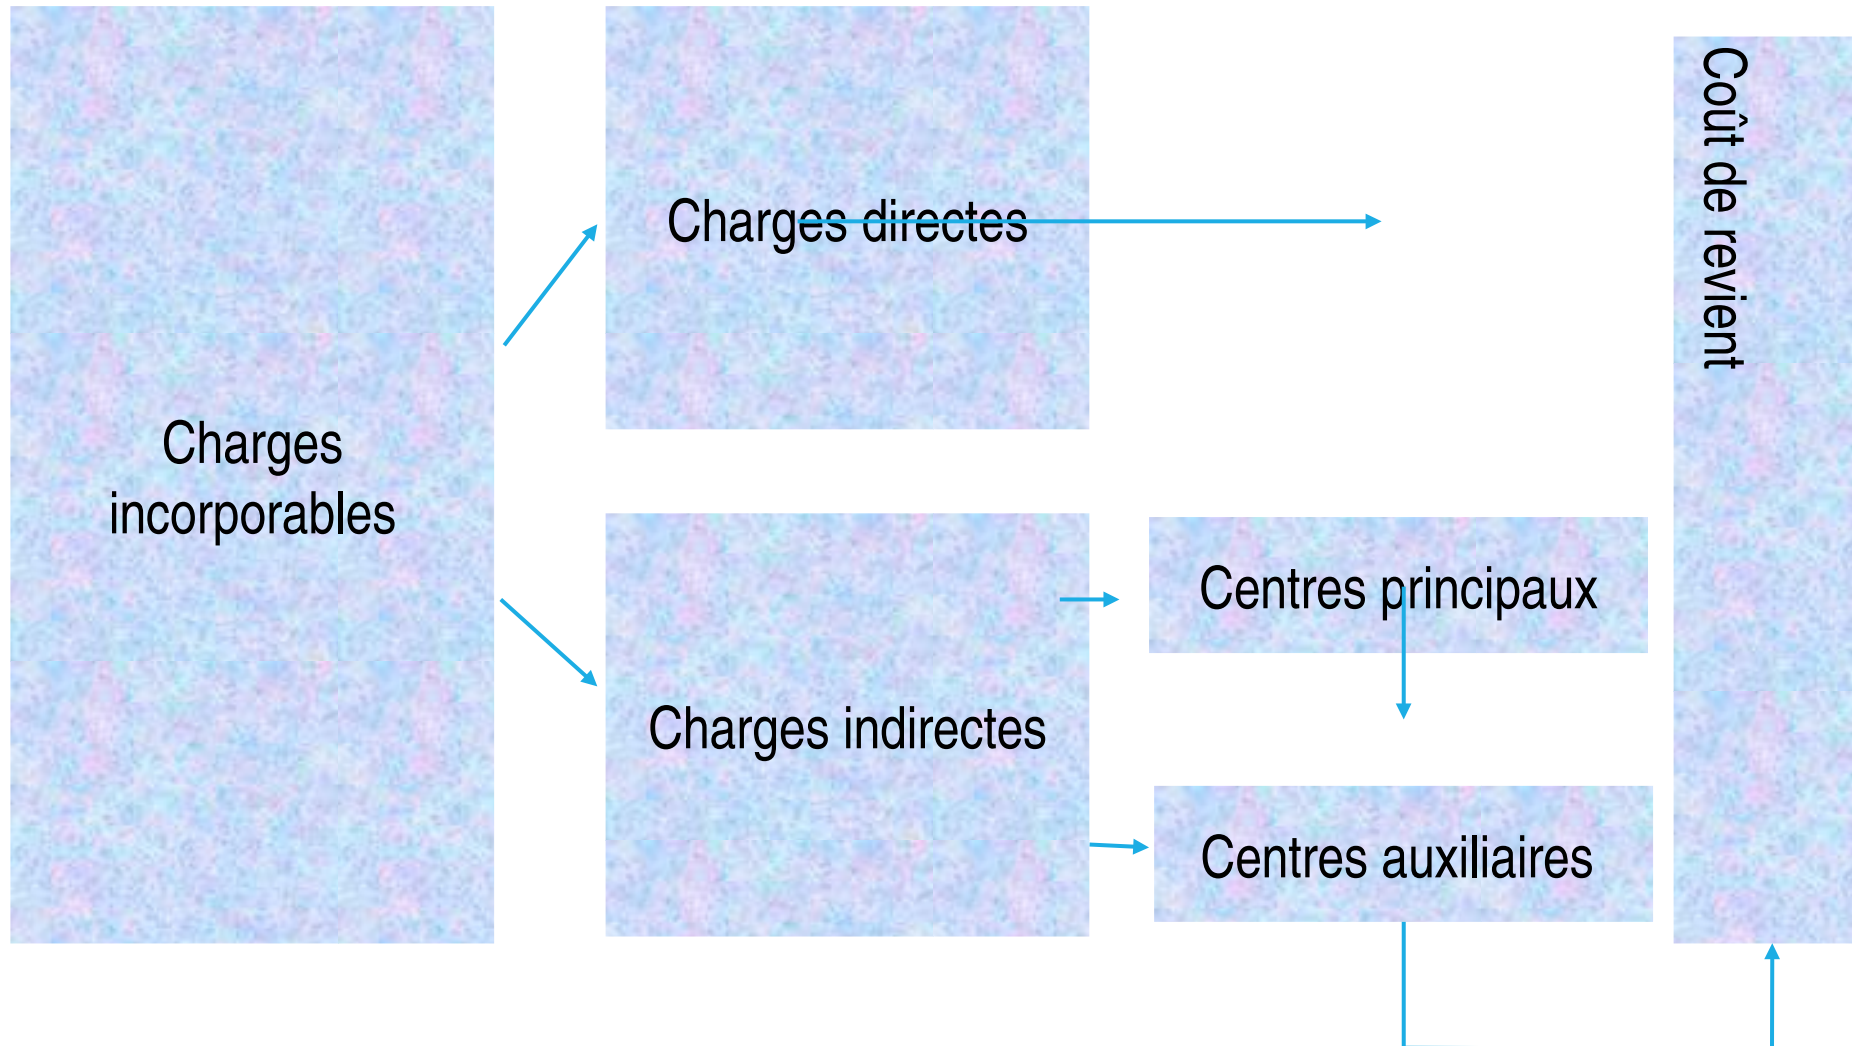 Charges
incorporables
Charges directes
Charges indirectes
Centres principaux
Centres auxiliaires
Coût de revient